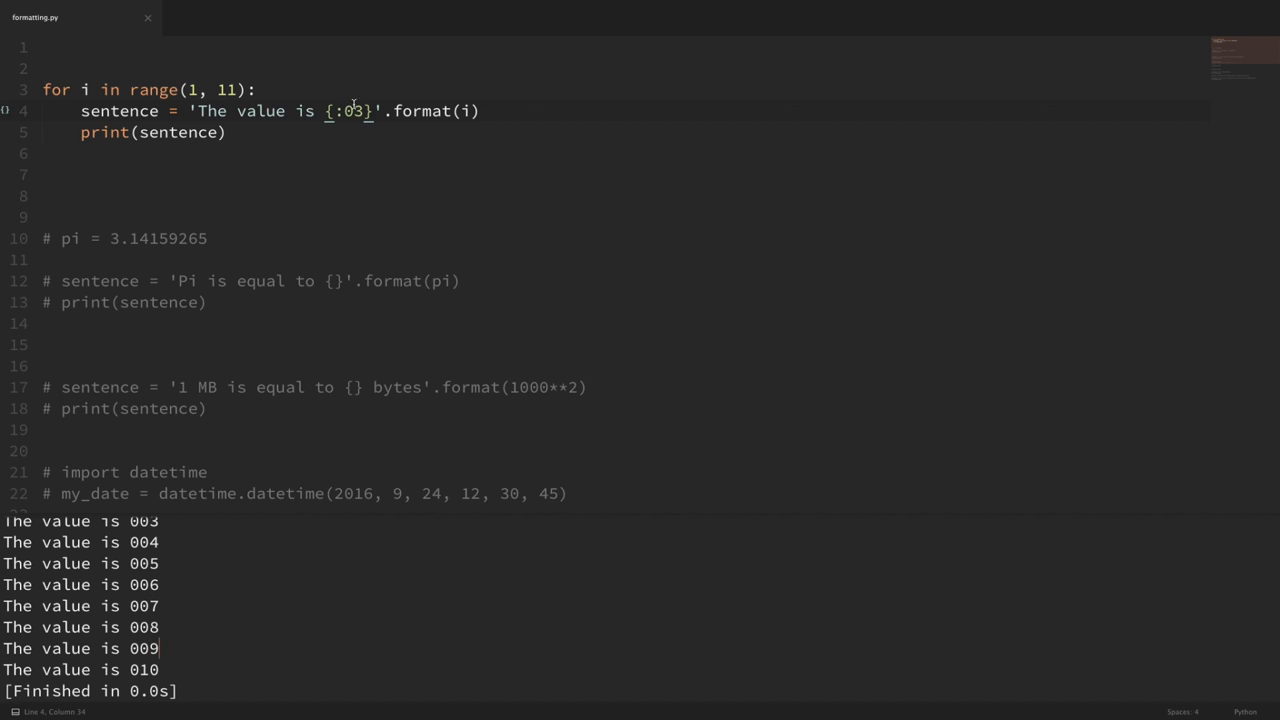 formatting.py
1
2
3 for i in range(1, 11):
{} 4 sentence = 'The value is {:03}'.format(i)
5 print(sentence)
6
7
8
9
10 # pi = 3.14159265
11
12 # sentence = 'Pi is equal to {}'.format(pi)
13 # print(sentence)
14
15
16
17 # sentence = '1 MB is equal to {} bytes'.format(1000**2)
18 # print(sentence)
19
20
21 # import datetime
22 # my_date = datetime.datetime(2016, 9, 24, 12, 30, 45)
The value is 003
The value is 004
The value is 005
The value is 006
The value is 007
The value is 008
The value is 009
The value is 010
[Finished in 0.0s]
Line 4, Column 34 Spaces: 4 Python